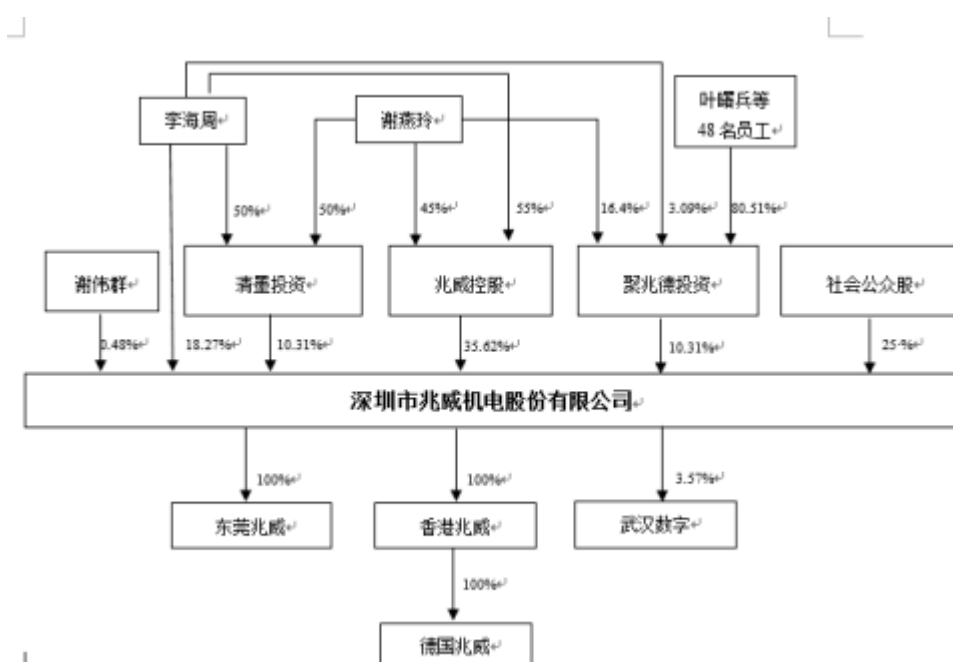 李海周
谢燕玲
叶曙兵等
48 名员工
50%
50%
45%
55%
16.4%
3.09%
80.51%
谢伟群
清墨投资
兆威控股
聚兆德投资
社会公众股
0.48%
18.27%
10.31%
35.62%
10.31%
25%
深圳市兆威机电股份有限公司
100%
100%
3.57%
东莞兆威
香港兆威
武汉数字
100%
德国兆威